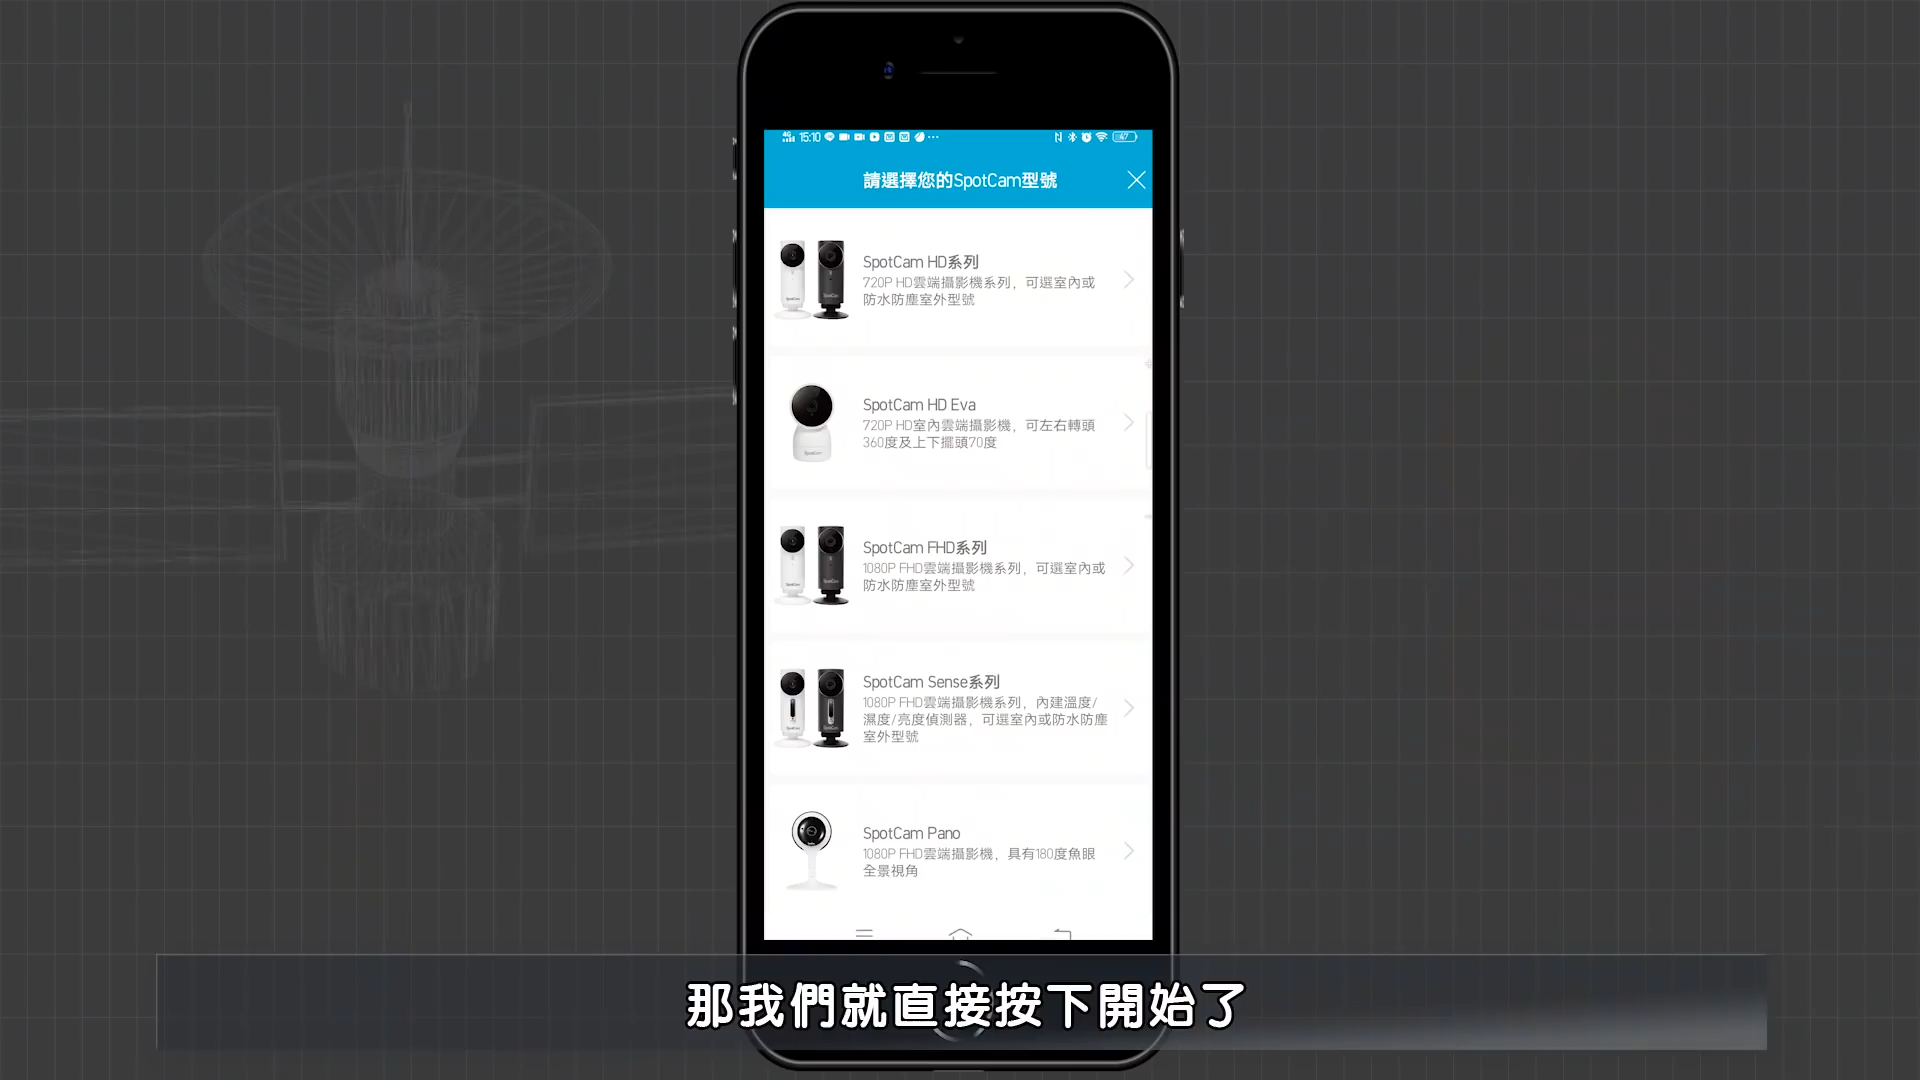 15:10
47
請選擇您的SpotCam型號
SpotCam HD系列
720P HD雲端攝影機系列，可選室內或
防水防塵室外型號
SpotCam HD Eva
720P HD室內雲端攝影機，可左右轉頭
360度及上下擺頭70度
SpotCam FHD系列
1080P FHD雲端攝影機系列，可選室內或
防水防塵室外型號
SpotCam Sense系列
1080P FHD雲端攝影機系列，內建溫度/
濕度/亮度偵測器，可選室內或防水防塵
室外型號
SpotCam Pano
1080P FHD雲端攝影機，具有180度魚眼
全景視角
那我們就直接按下開始了